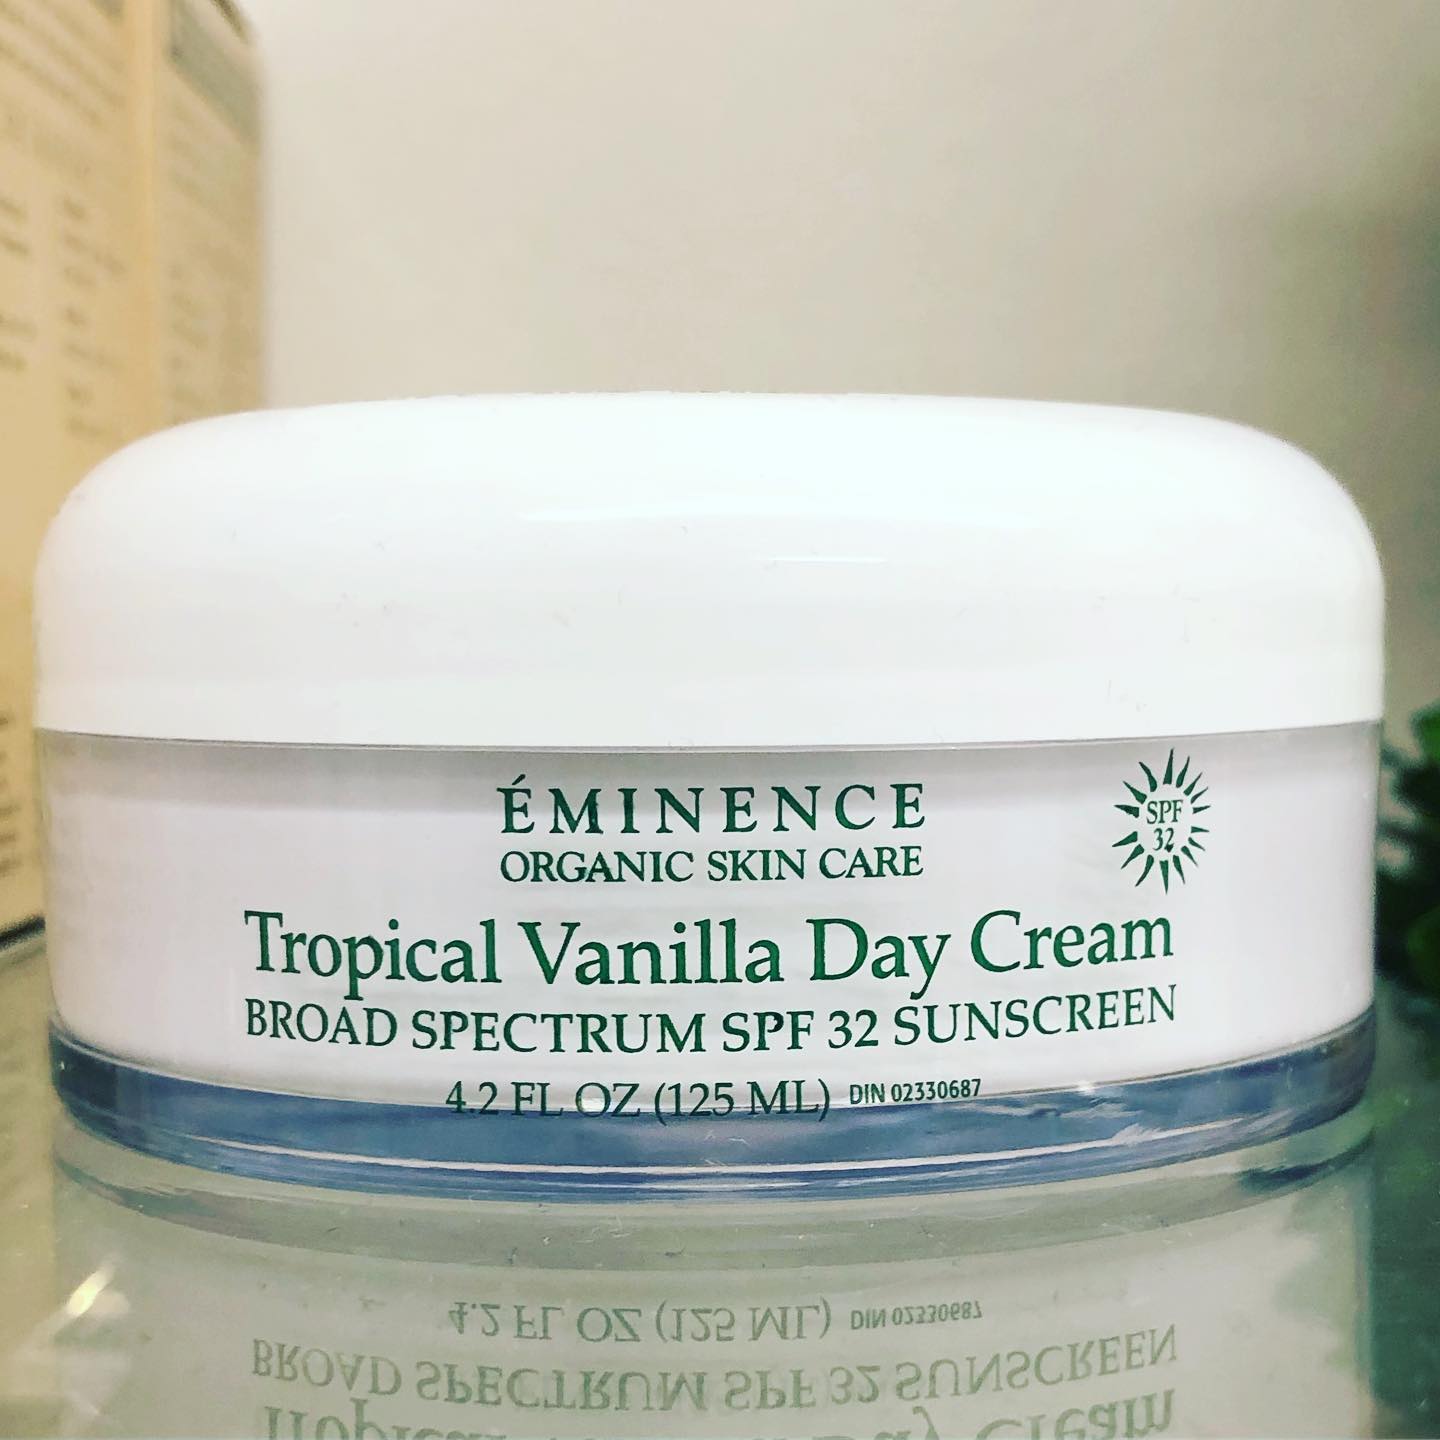 ÉMINENCE
ORGANIC SKIN CARE
SPF
32
Tropical Vanilla Day Cream
BROAD SPECTRUM SPF 32 SUNSCREEN
4.2 FL OZ (125 ML) DIN 02330687